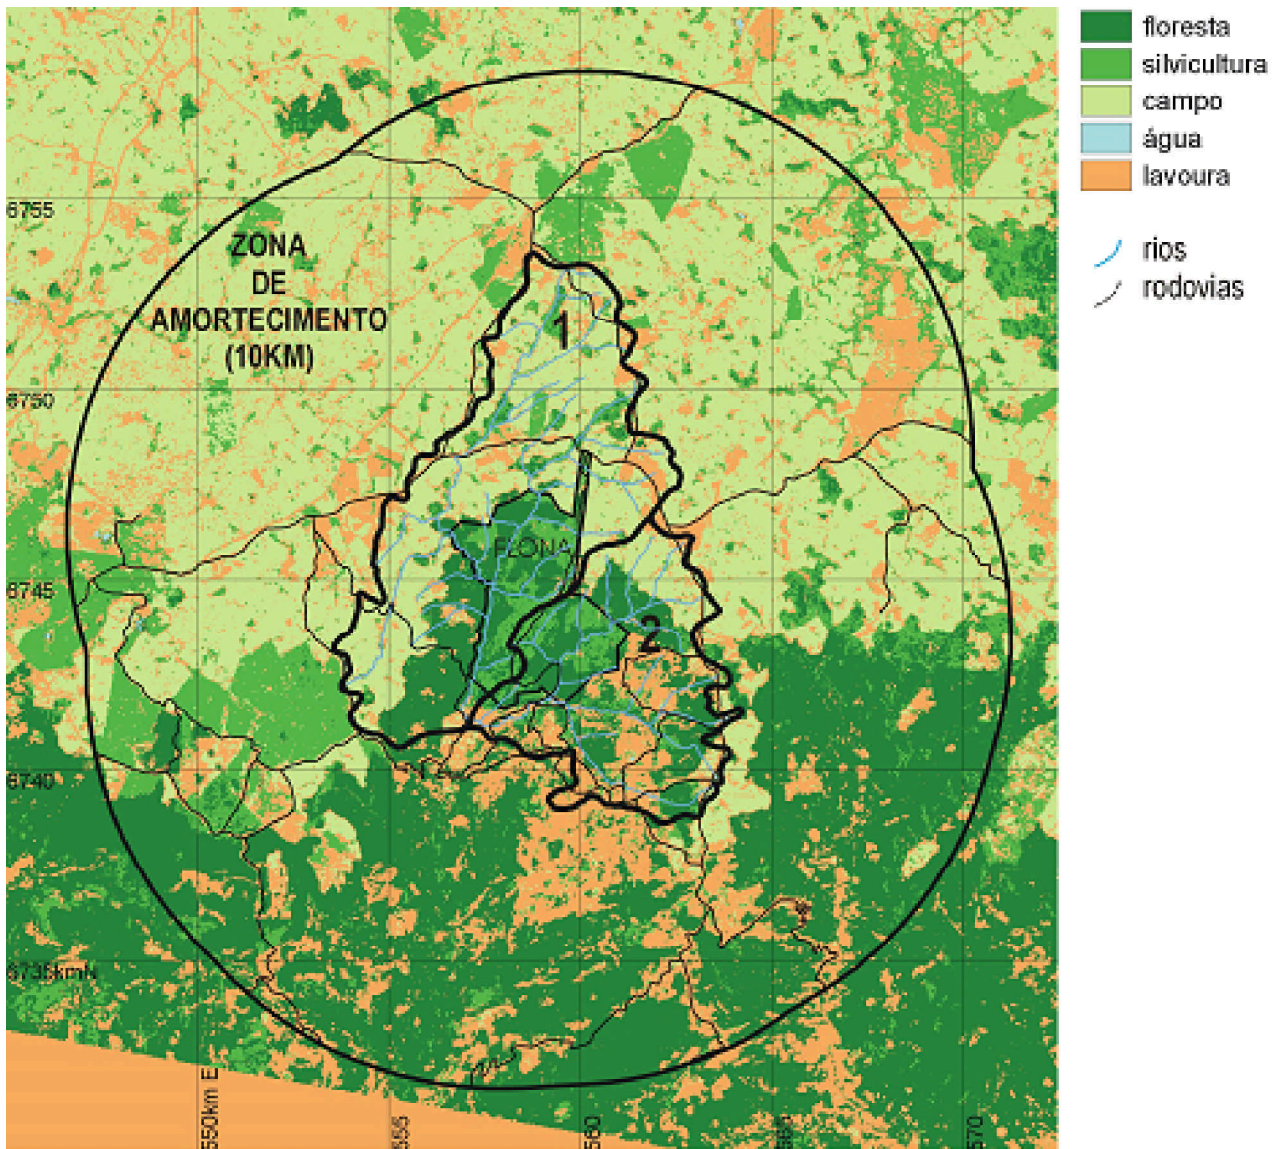 floresta
silvicultura
campo
água
lavoura
rios
rodovias
6755
ZONA
DE
AMORTECIMENTO
(10KM)
1
6750
FLONA
6745
2
6740
6735kmN
550km E
555
560
570